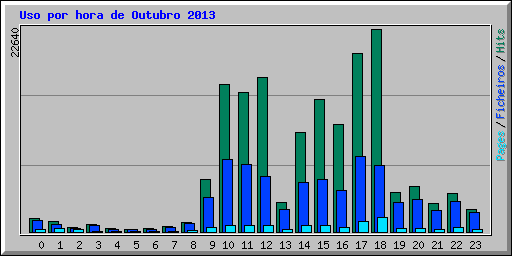 Uso por hora de Outubro 2013
22640
Pages/Ficheiros/Hits
0 1 2 3 4 5 6 7 8 9 10 11 12 13 14 15 16 17 18 19 20 21 22 23